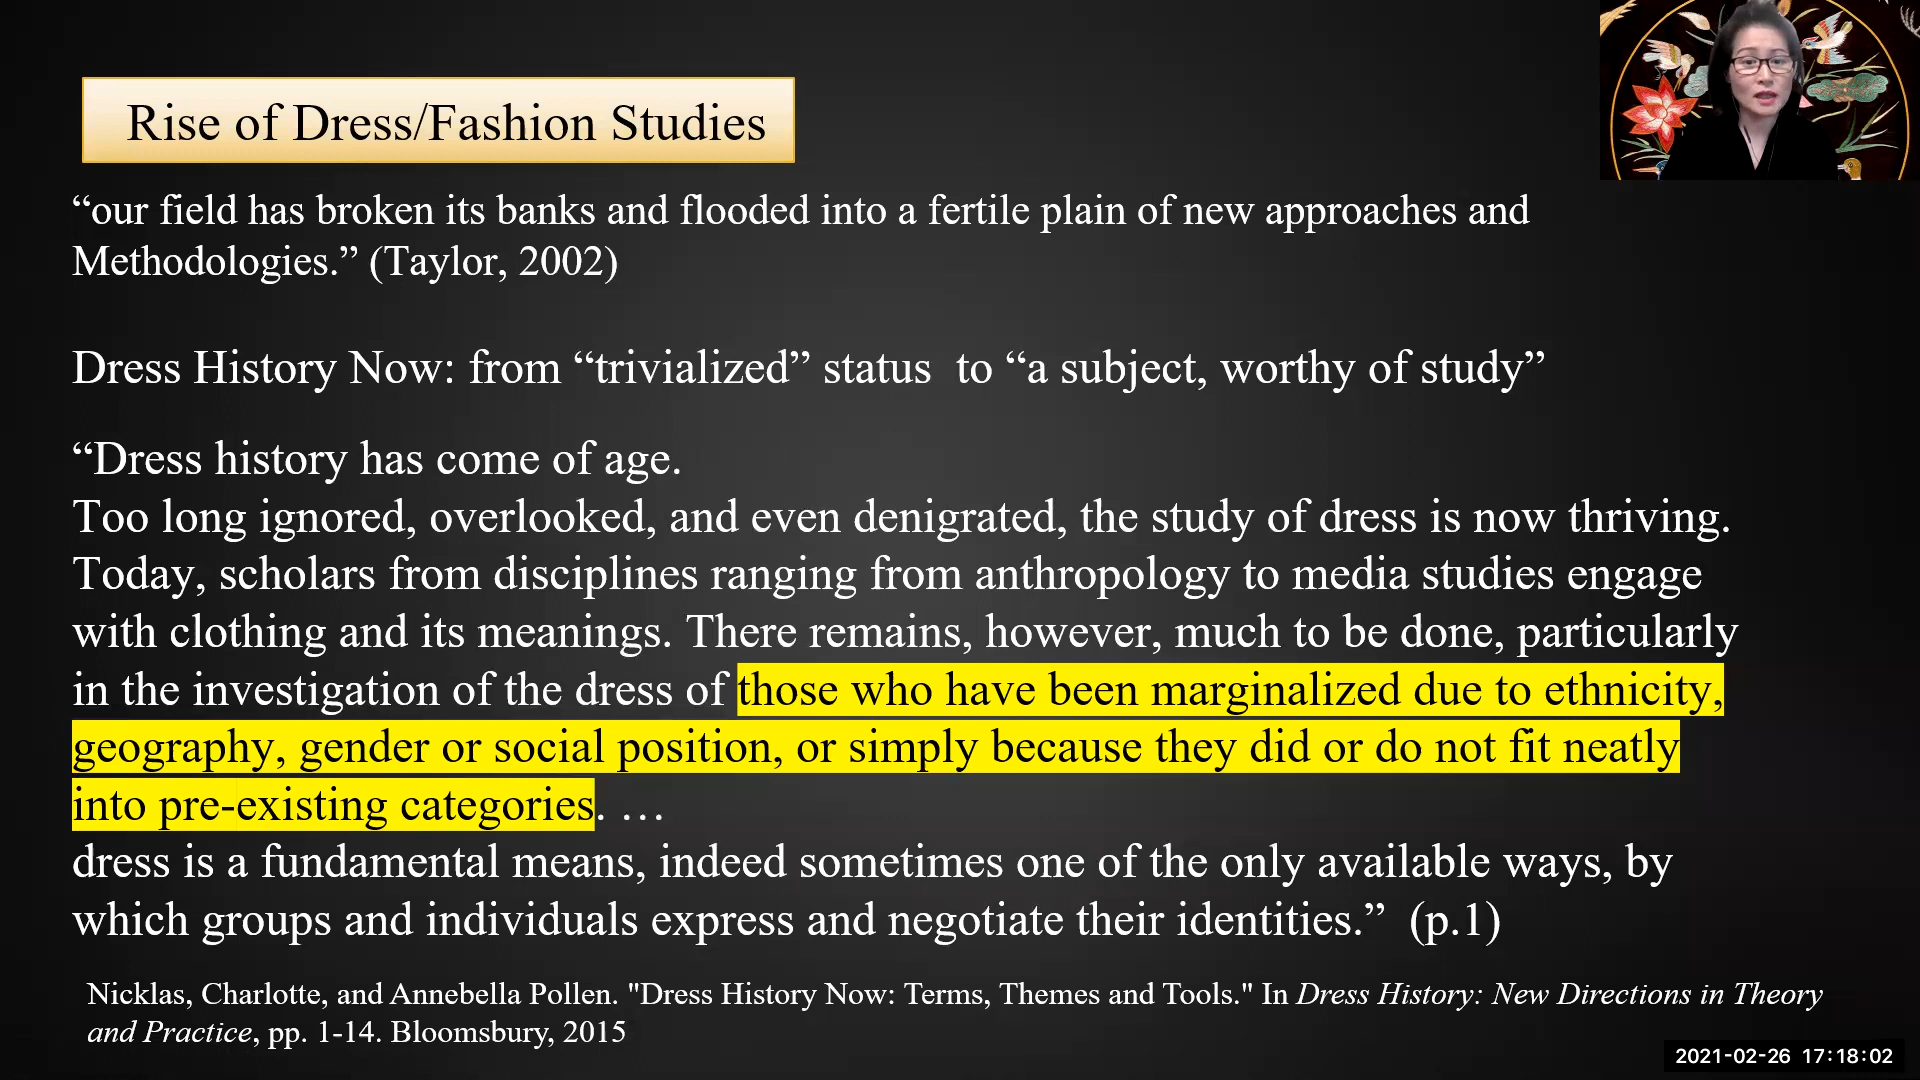 Rise of Dress/Fashion Studies
“our field has broken its banks and flooded into a fertile plain of new approaches and
Methodologies.” (Taylor, 2002)
Dress History Now: from “trivialized” status  to “a subject, worthy of study”
“Dress history has come of age.
Too long ignored, overlooked, and even denigrated, the study of dress is now thriving.
Today, scholars from disciplines ranging from anthropology to media studies engage
with clothing and its meanings. There remains, however, much to be done, particularly
in the investigation of the dress of those who have been marginalized due to ethnicity,
geography, gender or social position, or simply because they did or do not fit neatly
into pre-existing categories. …
dress is a fundamental means, indeed sometimes one of the only available ways, by
which groups and individuals express and negotiate their identities.”  (p.1)
Nicklas, Charlotte, and Annebella Pollen. "Dress History Now: Terms, Themes and Tools." In Dress History: New Directions in Theory
and Practice, pp. 1-14. Bloomsbury, 2015
2021-02-26 17:18:02